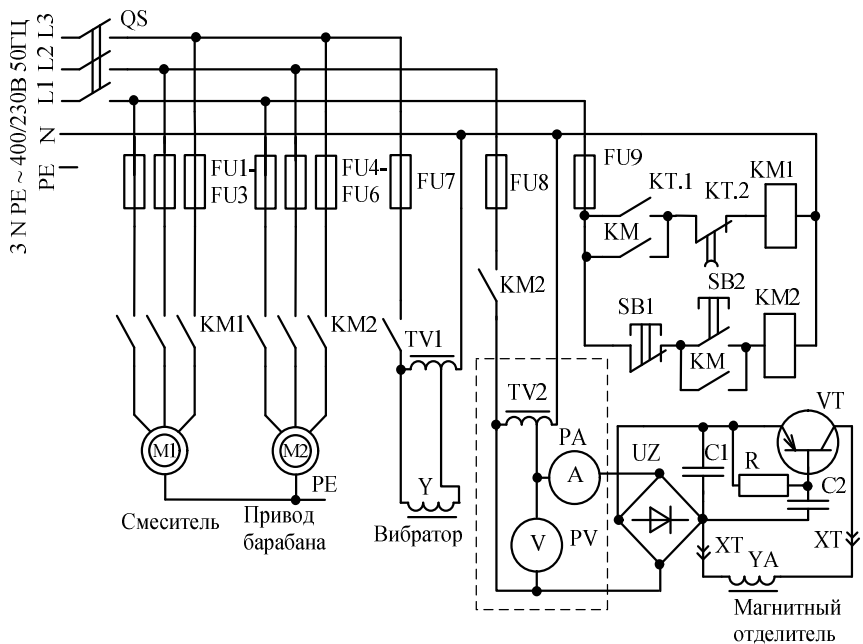 3 N PE ~ 400/230В 50ГЦ
L3
L2
L1
N
PE
QS
FU1-
FU3
FU4-
FU6
FU7
FU8
FU9
KT.1
KT.2
KM1
KM
SB1
SB2
KM2
KM
KM1
KM2
KM2
TV1
TV2
M1
M2
PE
Y
PA
A
V
PV
UZ
C1
R
VT
C2
XT
XT
YA
Смеситель
Привод
барабана
Вибратор
Магнитный
отделитель